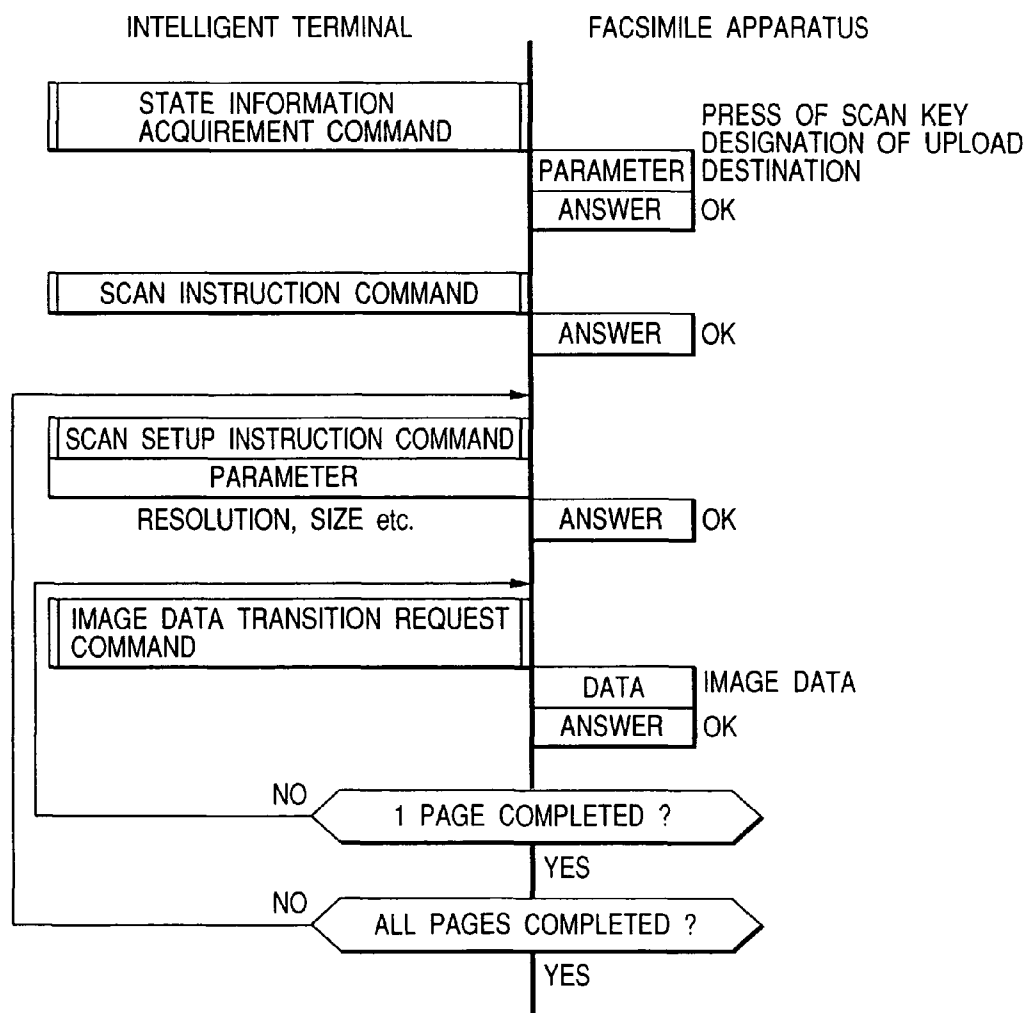 INTELLIGENT TERMINAL
FACSIMILE APPARATUS
STATE INFORMATION
ACQUIREMENT COMMAND
PRESS OF SCAN KEY
DESIGNATION OF UPLOAD
DESTINATION
PARAMETER
ANSWER
OK
SCAN INSTRUCTION COMMAND
ANSWER
OK
SCAN SETUP INSTRUCTION COMMAND
PARAMETER
RESOLUTION, SIZE etc.
ANSWER
OK
IMAGE DATA TRANSITION REQUEST
COMMAND
DATA
IMAGE DATA
ANSWER
OK
NO
1 PAGE COMPLETED ?
YES
NO
ALL PAGES COMPLETED ?
YES